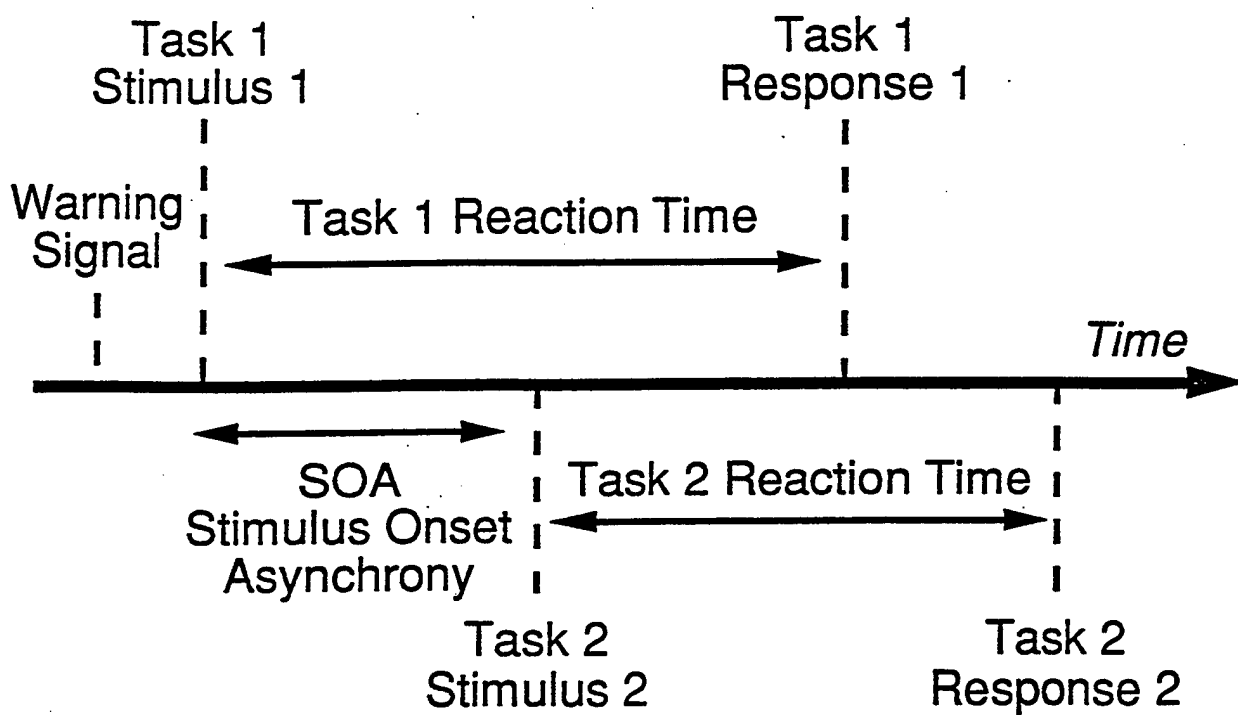 Task 1
Stimulus 1
Task 1
Response 1
Warning
Signal
Task 1 Reaction Time
Time
SOA
Stimulus Onset
Asynchrony
Task 2 Reaction Time
Task 2
Stimulus 2
Task 2
Response 2